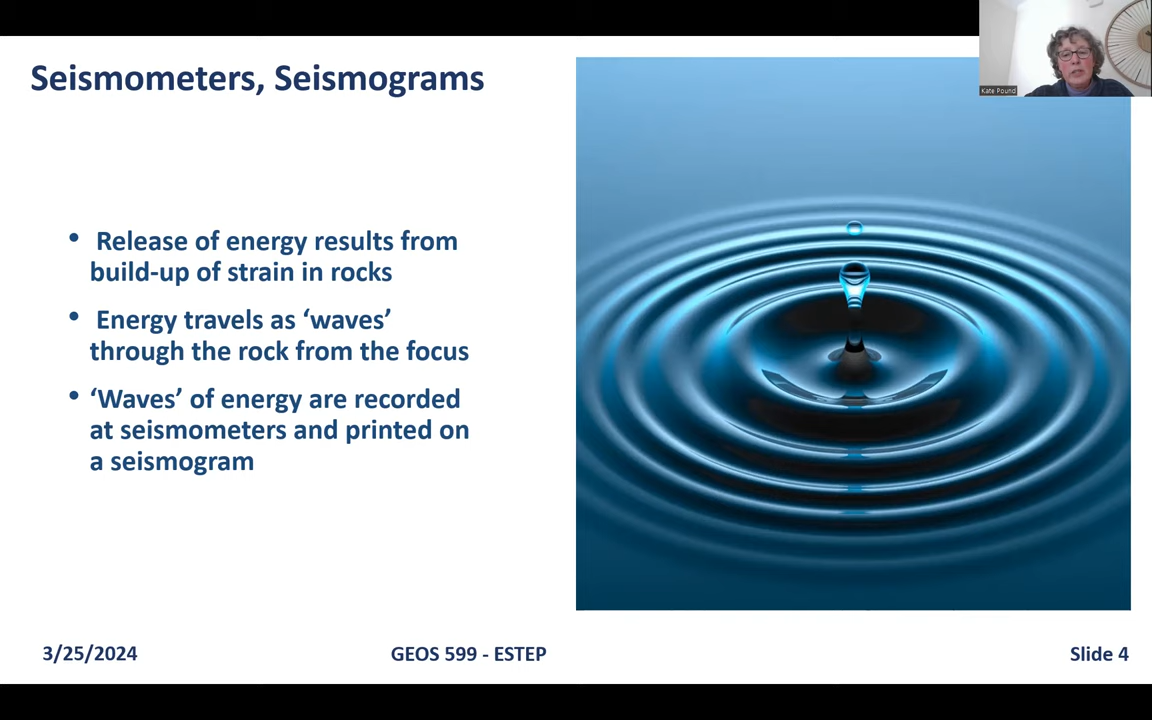 Kate Pound
Seismometers, Seismograms
• Release of energy results from
build-up of strain in rocks
• Energy travels as ‘waves’
through the rock from the focus
• ‘Waves’ of energy are recorded
at seismometers and printed on
a seismogram
3/25/2024
GEOS 599 - ESTEP
Slide 4